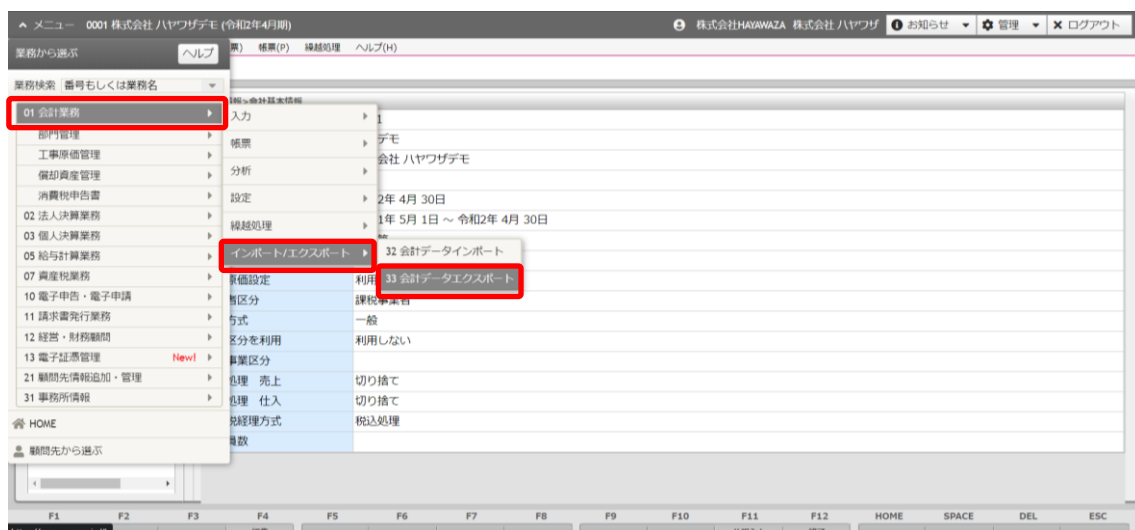 メニュー 0001 株式会社 ハヤワザデモ (令和2年4月期) 株式会社HAYAWAZA 株式会社 ハヤワザ お知らせ 管理 ログアウト
業務から選ぶ ヘルプ 票) 帳票(P) 繰越処理 ヘルプ(H)
業務検索 番号もしくは業務名
01 会計業務
部門管理
工事原価管理
償却資産管理
消費税申告書
02 法人決算業務
03 個人決算業務
05 給与計算業務
07 資産税業務
10 電子申告・電子申請
11 請求書発行業務
12 経営・財務顧問
13 電子証憑管理 New!
21 顧問先情報追加・管理
31 事務所情報
HOME
顧問先から選ぶ
入力
帳票
分析
設定
繰越処理
インポート/エクスポート
32 会計データインポート
33 会計データエクスポート
報>会社基本情報
1
デモ
会社 ハヤワザデモ
2年 4月 30日
1年 5月 1日 ～ 令和2年 4月 30日
原価設定 利用
者区分 課税事業者
方式 一般
区分を利用 利用しない
事業区分
処理 売上 切り捨て
処理 仕入 切り捨て
税経理方式 税込処理
員数
F1 F2 F3 F4 F5 F6 F7 F8 F9 F10 F11 F12 HOME SPACE DEL ESC